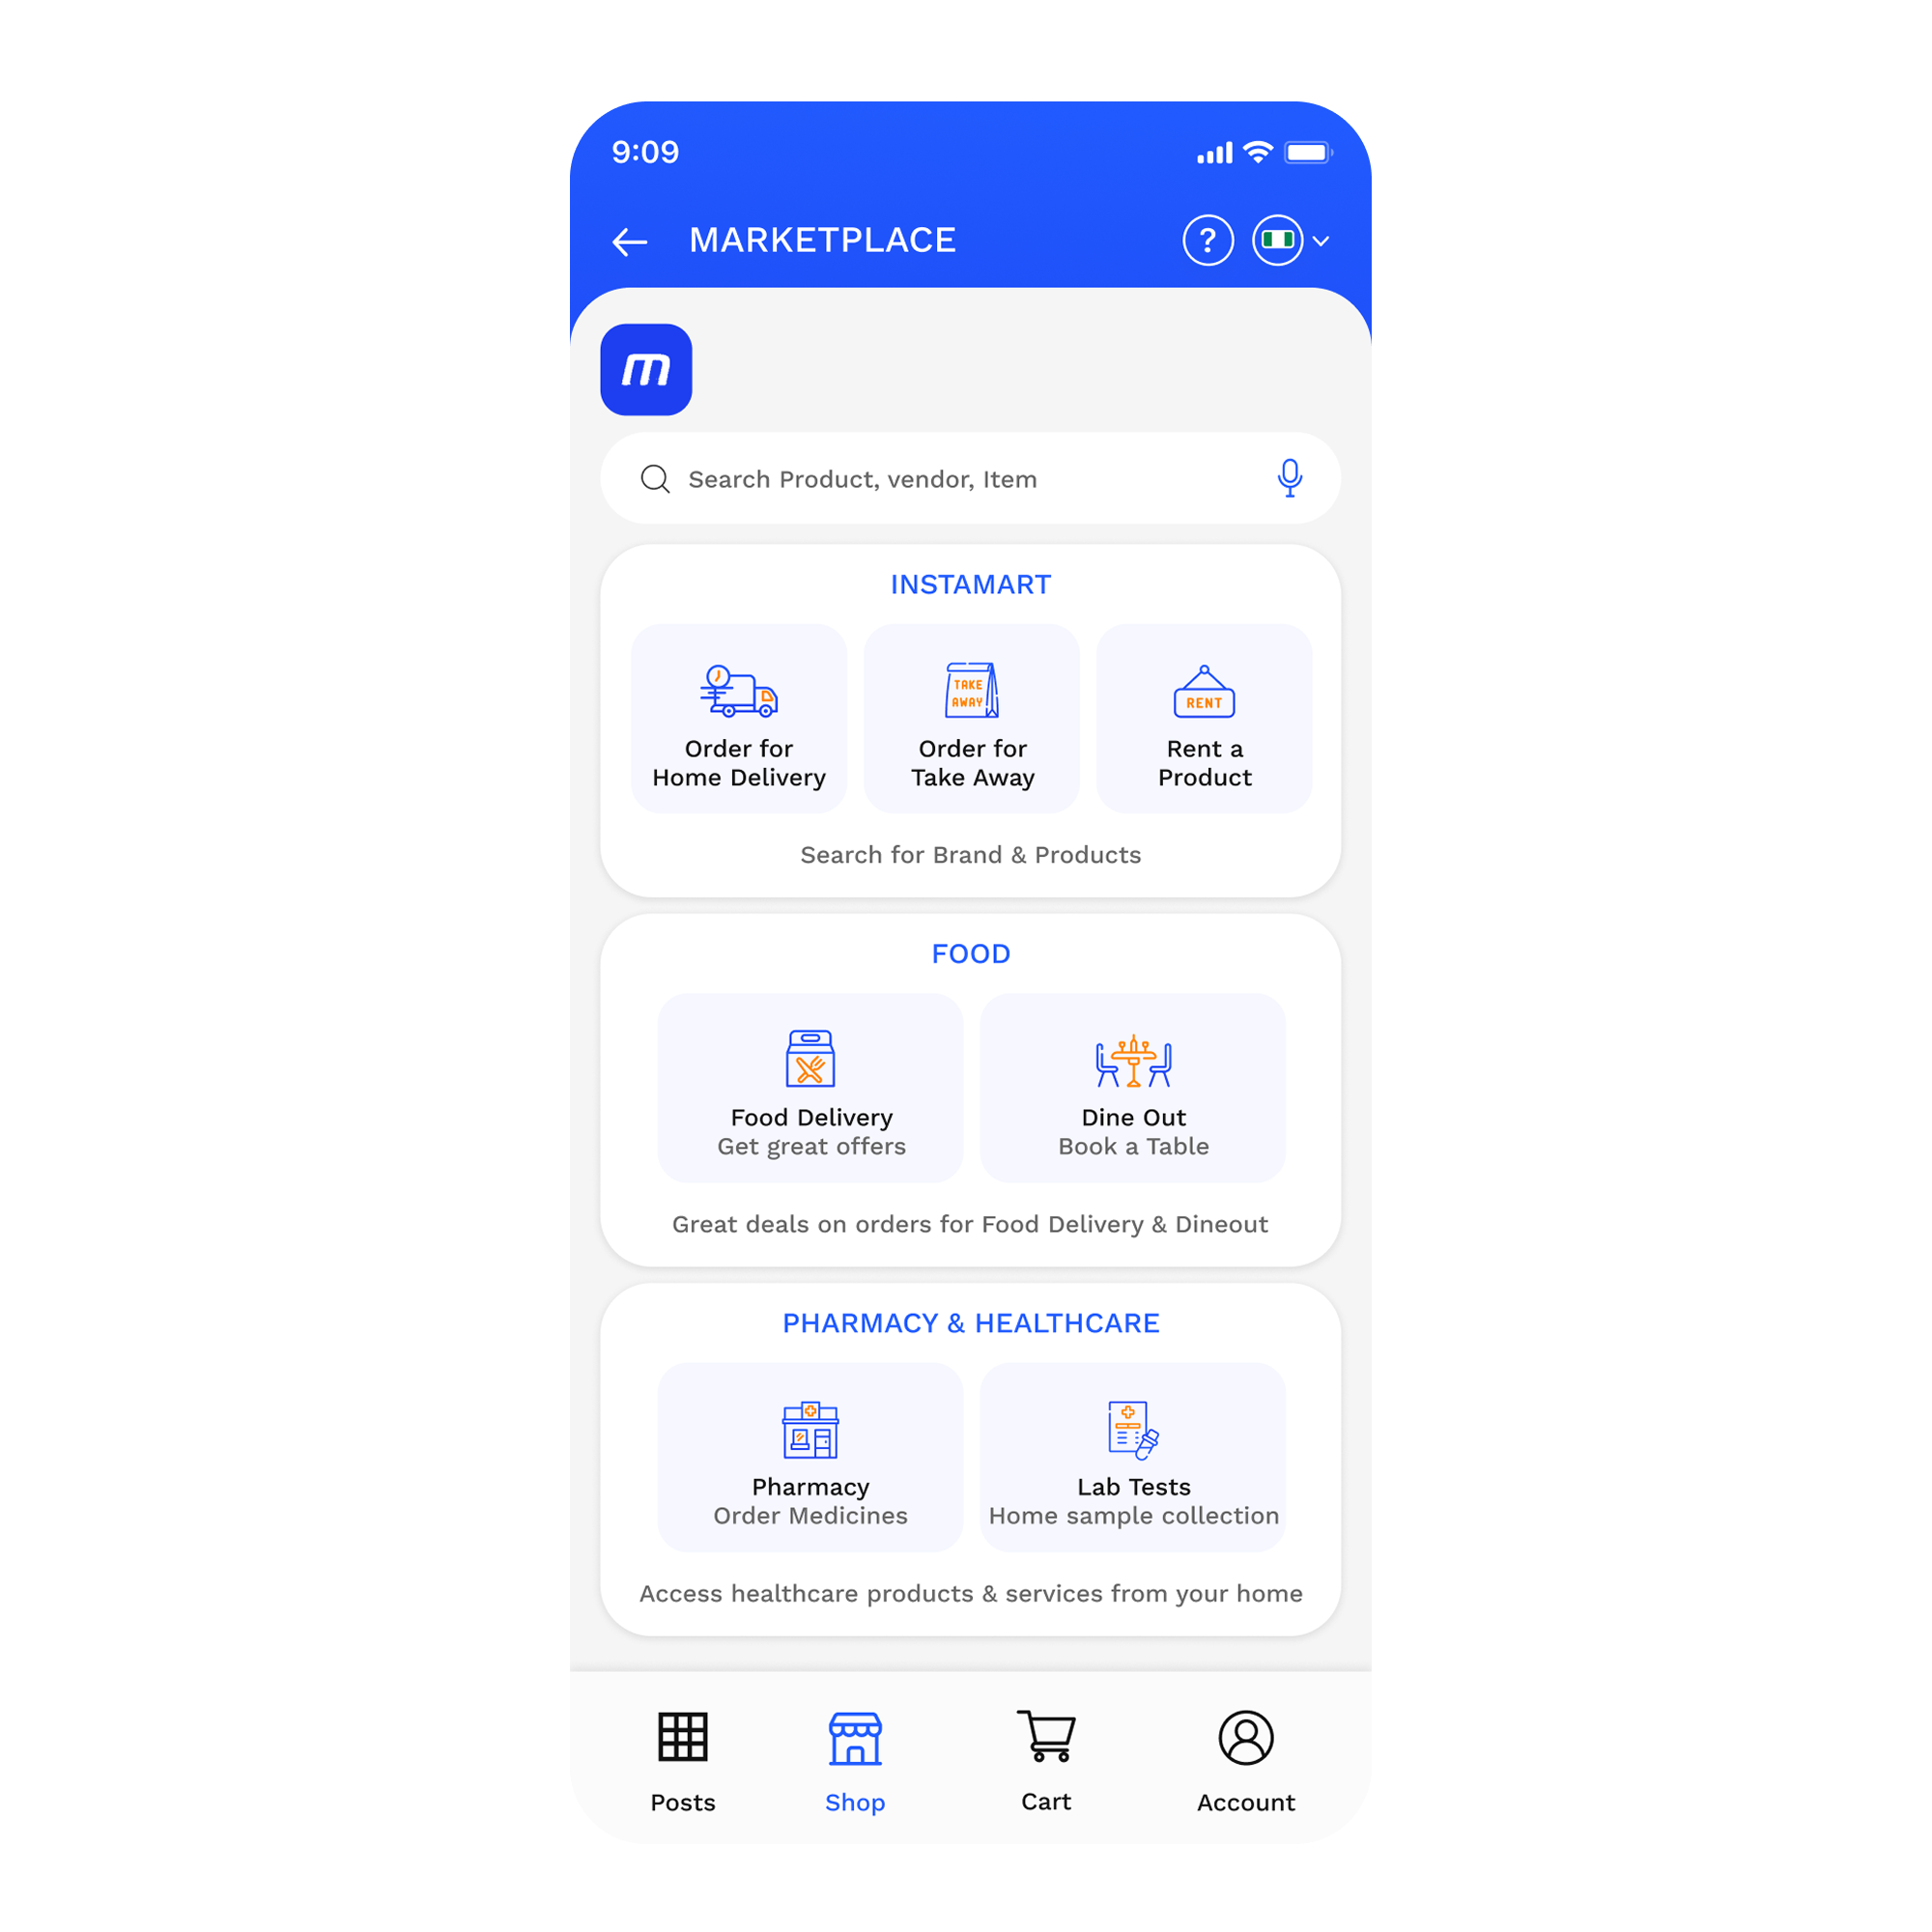 9:09
MARKETPLACE
?
m
Search Product, vendor, Item
INSTAMART
TAKE
AWAY
RENT
Order for
Home Delivery
Order for
Take Away
Rent a
Product
Search for Brand & Products
FOOD
Food Delivery
Get great offers
Dine Out
Book a Table
Great deals on orders for Food Delivery & Dineout
PHARMACY & HEALTHCARE
Pharmacy
Order Medicines
Lab Tests
Home sample collection
Access healthcare products & services from your home
Posts
Shop
Cart
Account